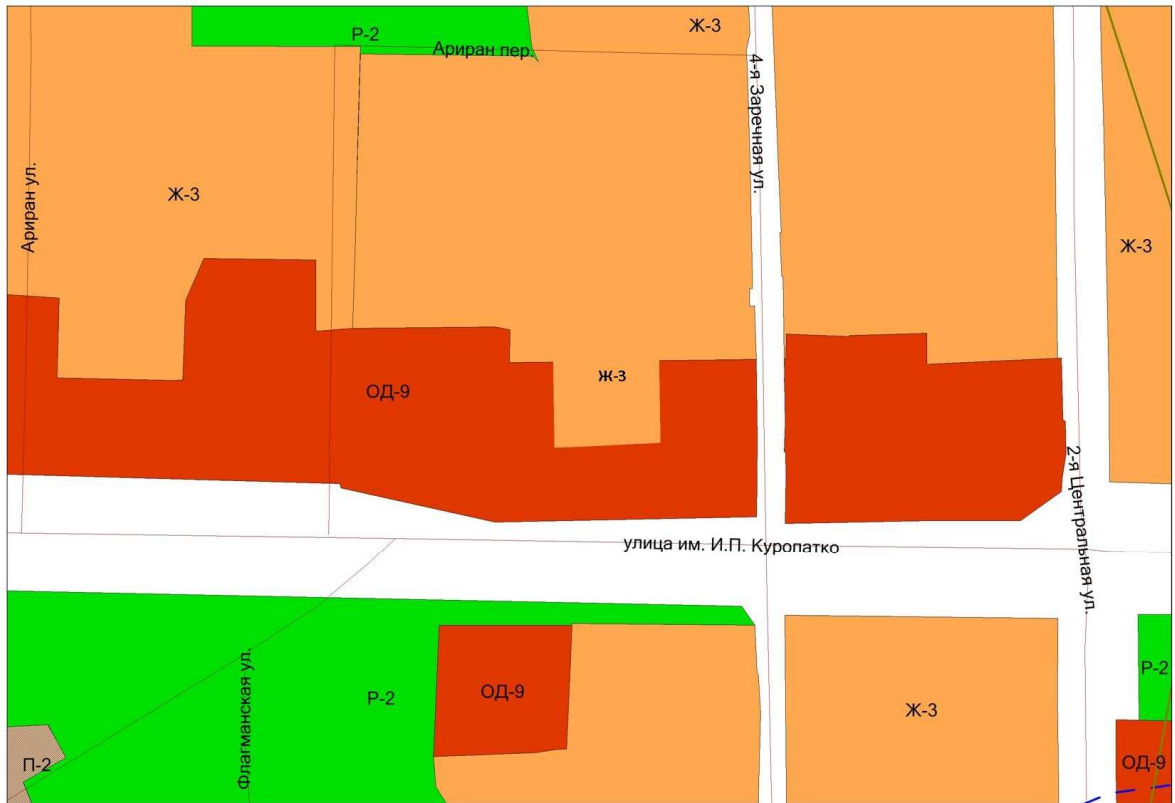 Ж-3
Р-2
Ариран пер.
4-я Заречная ул.
Ариран ул.
Ж-3
Ж-3
Ж-3
ОД-9
2-я Центральная ул.
улица им. И.П. Куропатко
Флагманская ул.
Р-2
ОД-9
Ж-3
Р-2
П-2
ОД-9